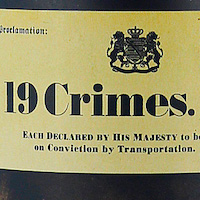 Proclamation:
19 Crimes.
EACH DECLARED BY HIS MAJESTY to be
on Conviction by Transportation.